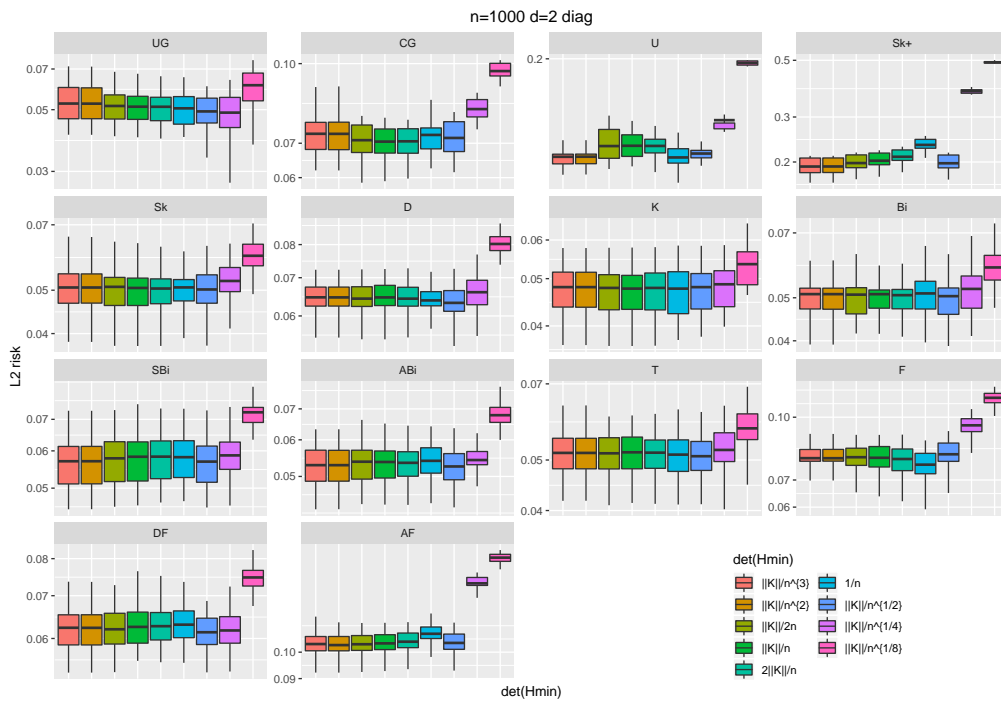 n=1000 d=2 diag
UG
CG
U
Sk+
0.07
0.05
0.03
0.10
0.07
0.06
0.2
0.5
0.3
0.2
Sk
D
K
Bi
0.07
0.05
0.04
0.08
0.06
0.06
0.05
0.04
0.07
0.05
0.04
L2 risk
SBi
ABi
T
F
0.07
0.06
0.05
0.07
0.06
0.05
0.07
0.05
0.04
0.10
0.07
0.06
DF
AF
0.08
0.06
0.10
0.09
det(Hmin)
det(Hmin)
||K||/n^{3}
||K||/n^{2}
||K||/2n
||K||/n
2||K||/n
1/n
||K||/n^{1/2}
||K||/n^{1/4}
||K||/n^{1/8}